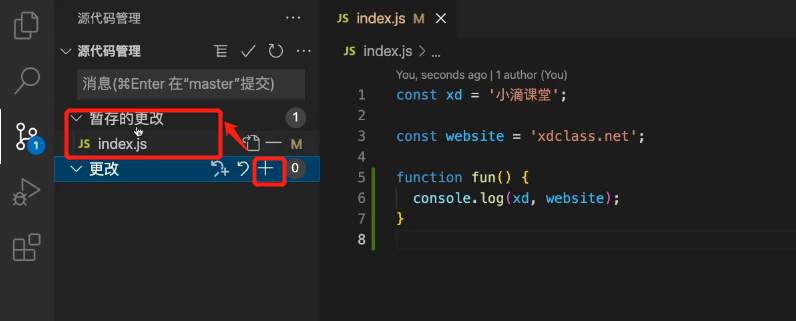 源代码管理
源代码管理
消息(⌘Enter 在“master”提交)
暂存的更改 1
JS index.js M
更改 0
1
JS index.js M
JS index.js > ...
You, seconds ago | 1 author (You)
1 const xd = '小滴课堂';
2
3 const website = 'xdclass.net';
4
5 function fun() {
6 console.log(xd, website);
7 }
8